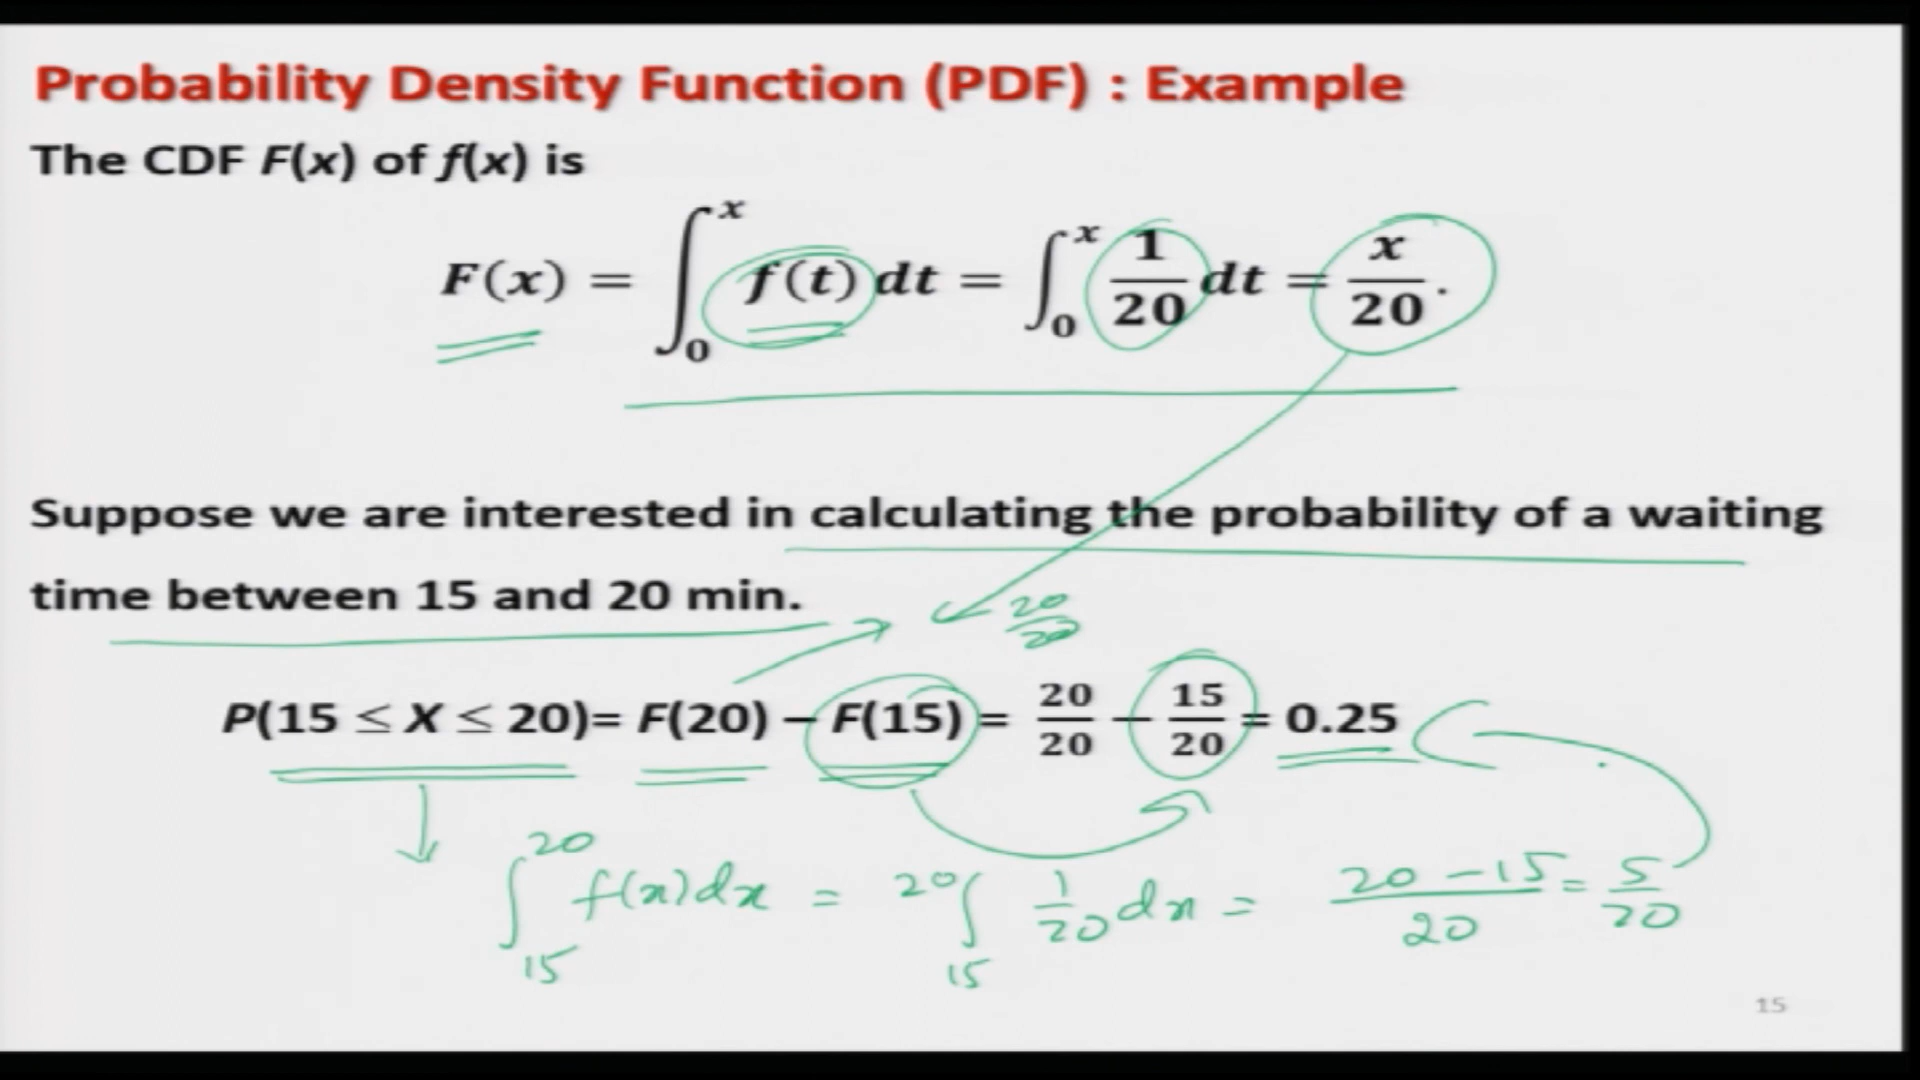 Probability Density Function (PDF) : Example
The CDF F(x) of f(x) is
F(x) = ∫₀ˣ f(t) dt = ∫₀ˣ 1/20 dt = x/20.
Suppose we are interested in calculating the probability of a waiting
time between 15 and 20 min.
20/20
P(15 ≤ X ≤ 20)= F(20) – F(15) = 20/20 − 15/20 = 0.25
∫₁₅²⁰ f(x)dx = ∫₁₅²⁰ 1/20 dx = 20-15/20 = 5/20
15